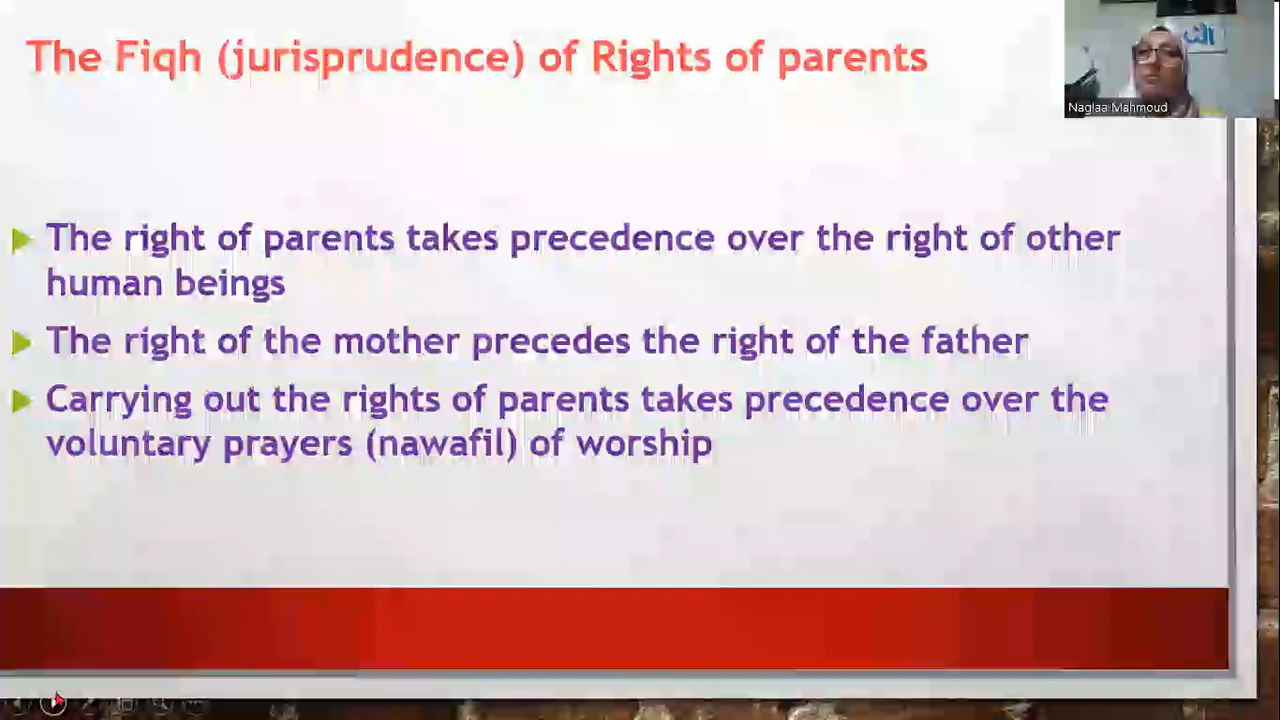 The Fiqh (jurisprudence) of Rights of parents
Naglaa Mahmoud
The right of parents takes precedence over the right of other
human beings
The right of the mother precedes the right of the father
Carrying out the rights of parents takes precedence over the
voluntary prayers (nawafil) of worship